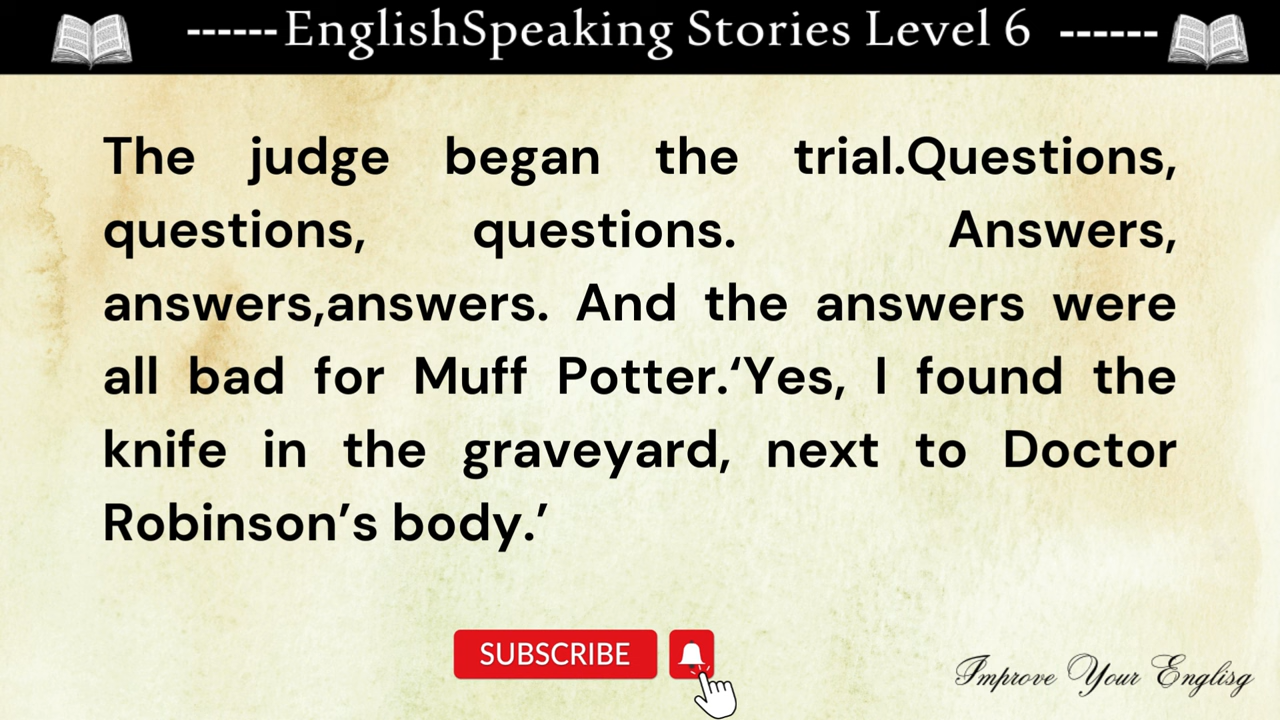 ------EnglishSpeaking Stories Level 6 ------
The judge began the trial.Questions,
questions, questions. Answers,
answers,answers. And the answers were
all bad for Muff Potter.‘Yes, I found the
knife in the graveyard, next to Doctor
Robinson’s body.’
SUBSCRIBE
Improve Your Englisg